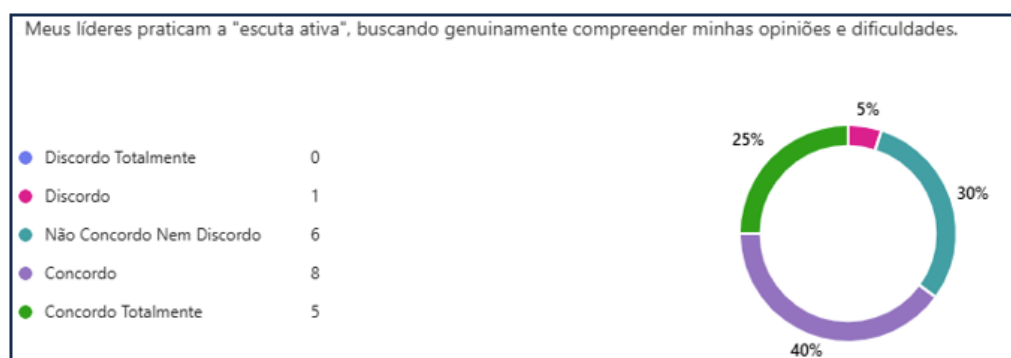 Meus líderes praticam a "escuta ativa", buscando genuinamente compreender minhas opiniões e dificuldades.
Discordo Totalmente 0
Discordo 1
Não Concordo Nem Discordo 6
Concordo 8
Concordo Totalmente 5
5%
25%
30%
40%